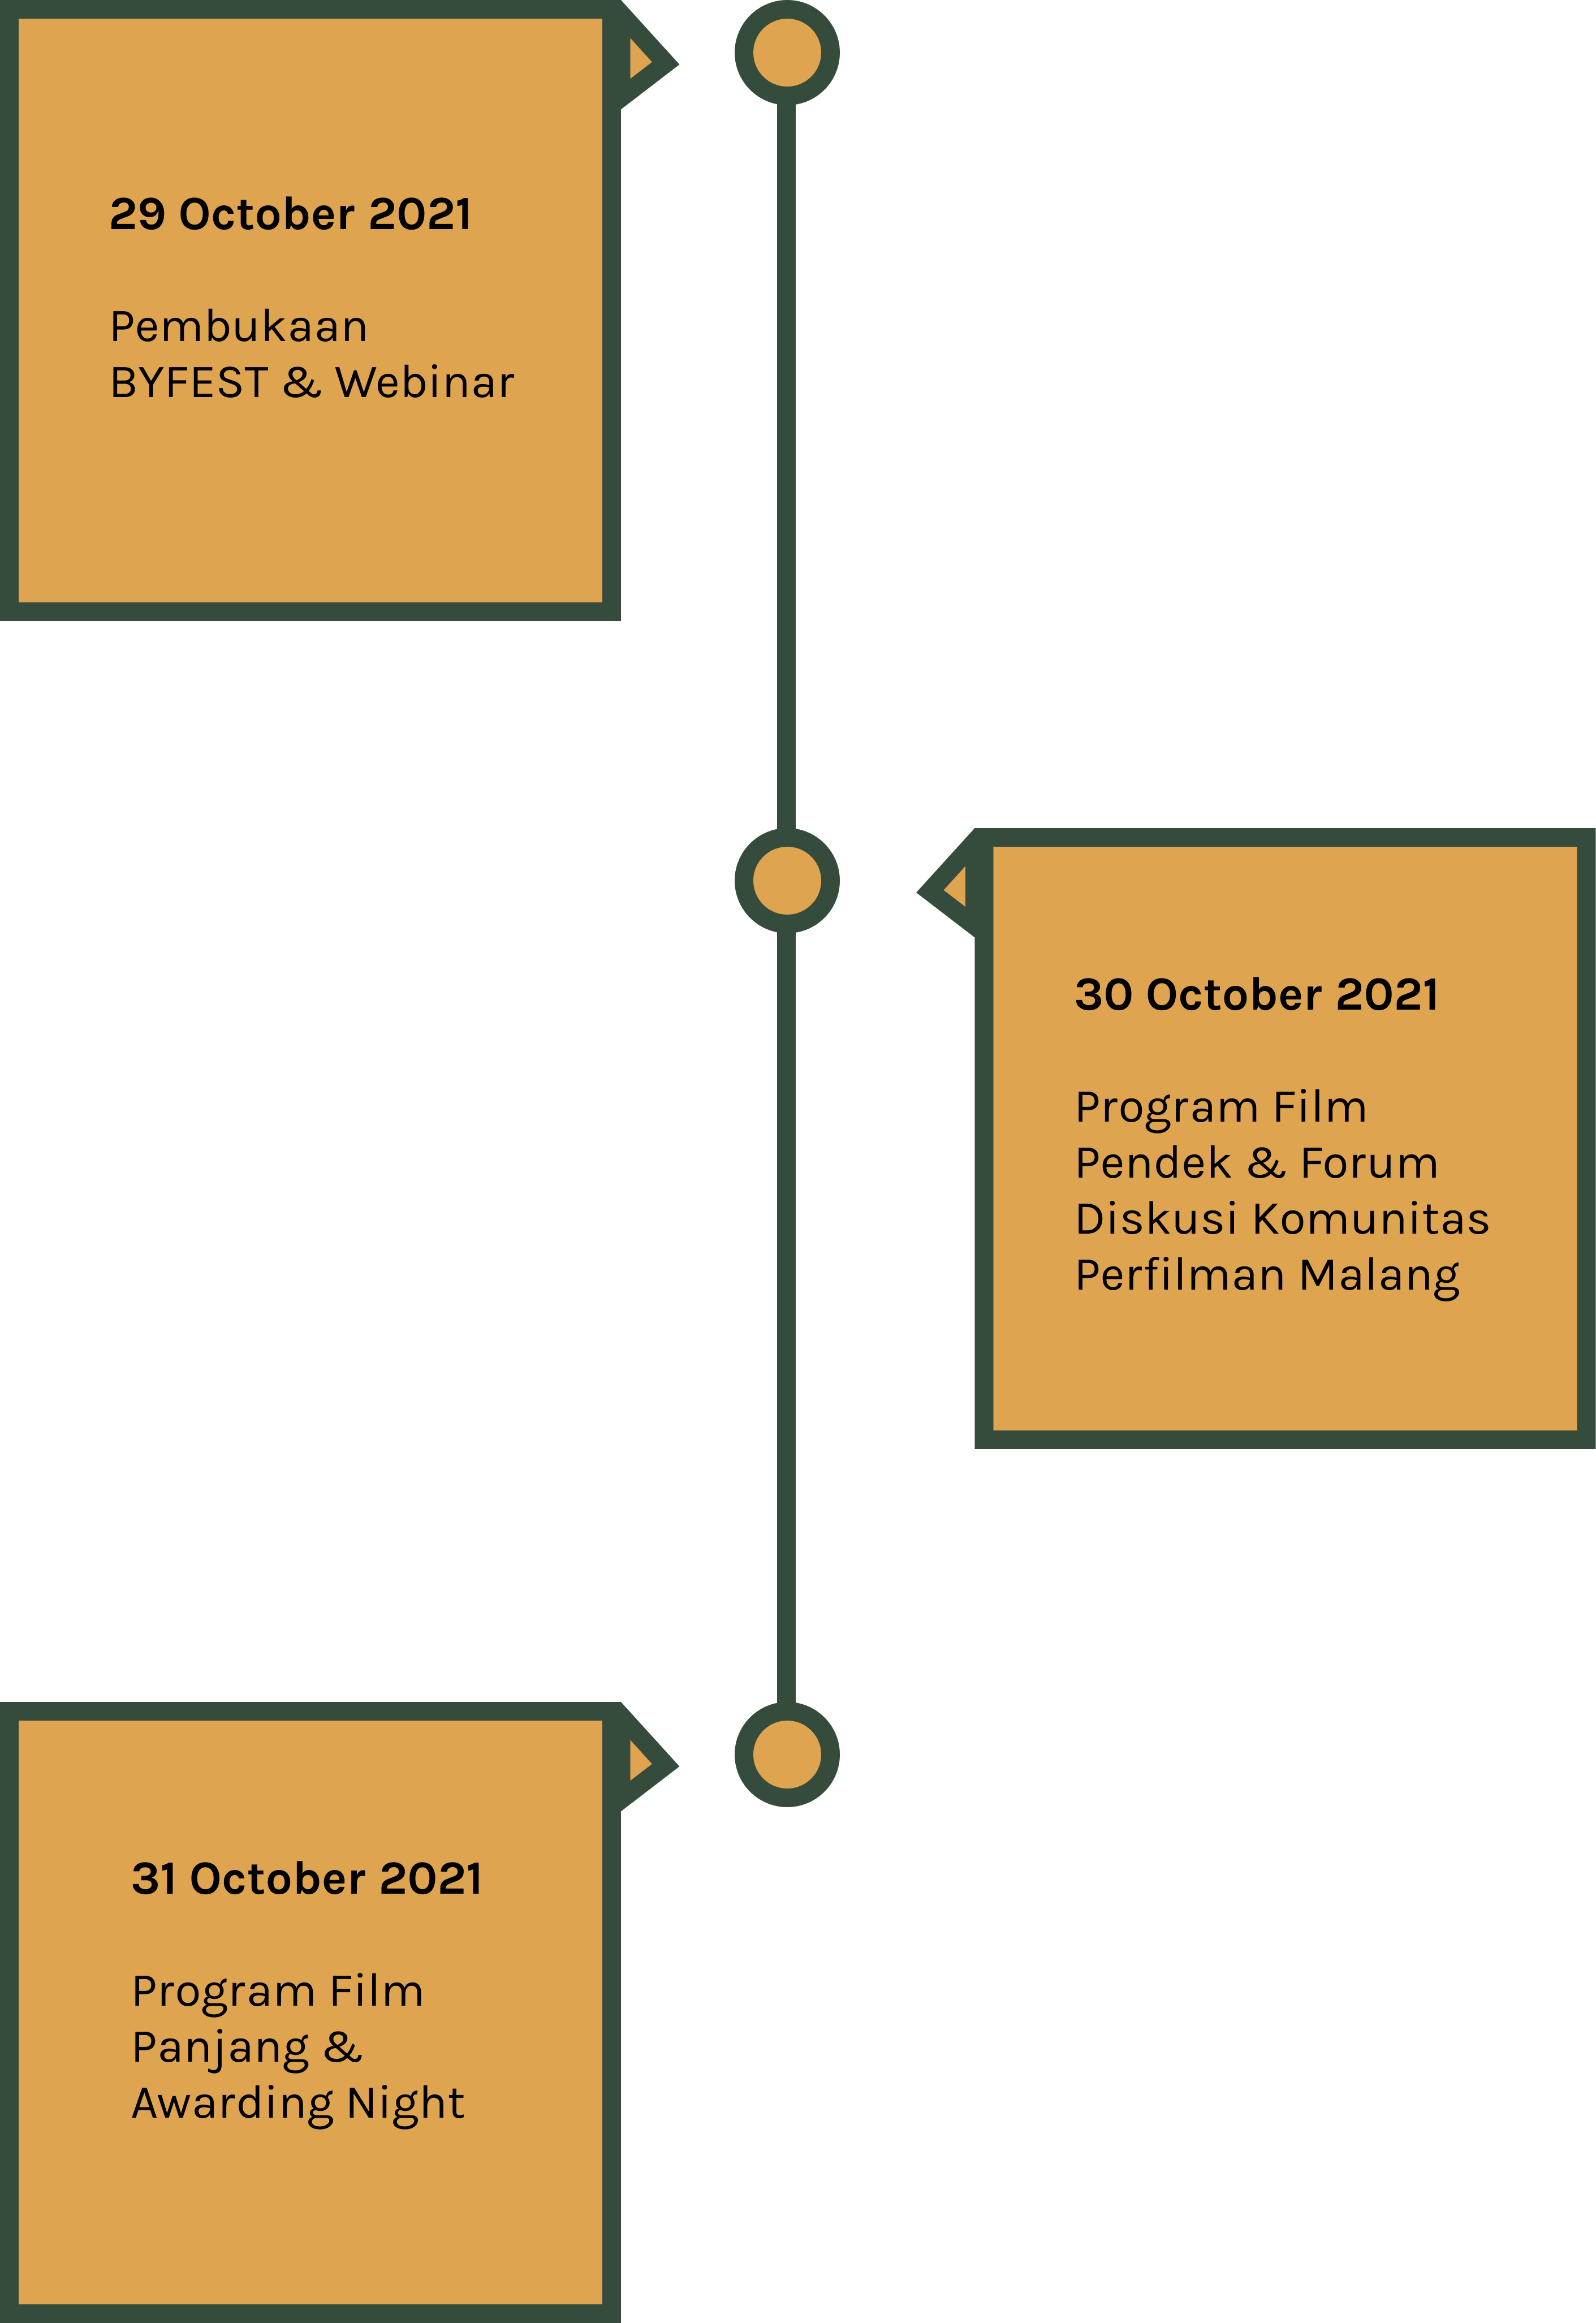 29 October 2021
Pembukaan
BYFEST & Webinar
30 October 2021
Program Film
Pendek & Forum
Diskusi Komunitas
Perfilman Malang
31 October 2021
Program Film
Panjang &
Awarding Night